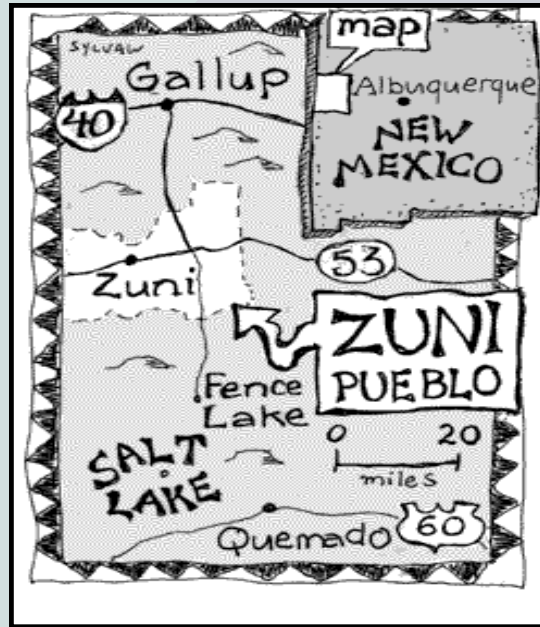 SYLVAN
map
Gallup
Albuquerque
40
NEW
MEXICO
53
Zuni
ZUNI
PUEBLO
Fence
Lake
0 20
miles
SALT
LAKE
Quemado
60